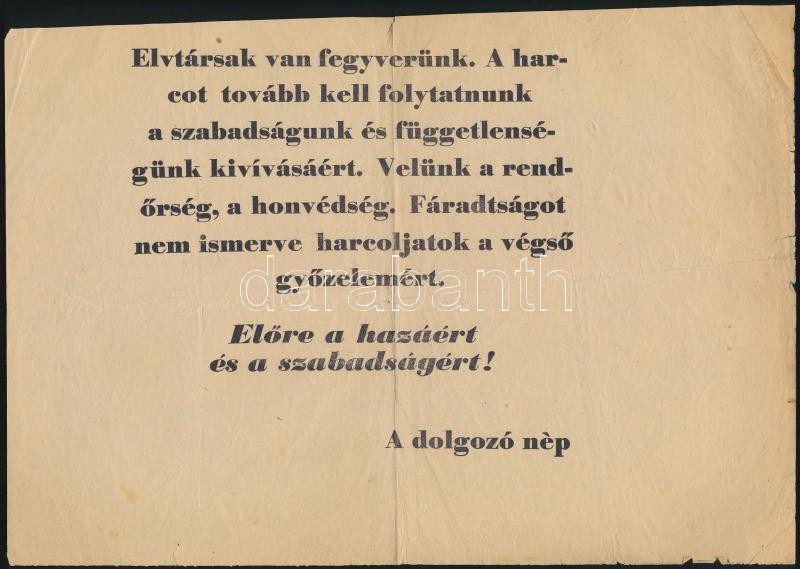 Elvtársak van fegyverünk. A har-
cot tovább kell folytatnunk
a szabadságunk és függetlensé-
günk kivívásáért. Velünk a rend-
őrség, a honvédség. Fáradtságot
nem ismerve harcoljatok a végső
győzelemért.
darabanth
Előre a hazáért
és a szabadságért!
A dolgozó nèp